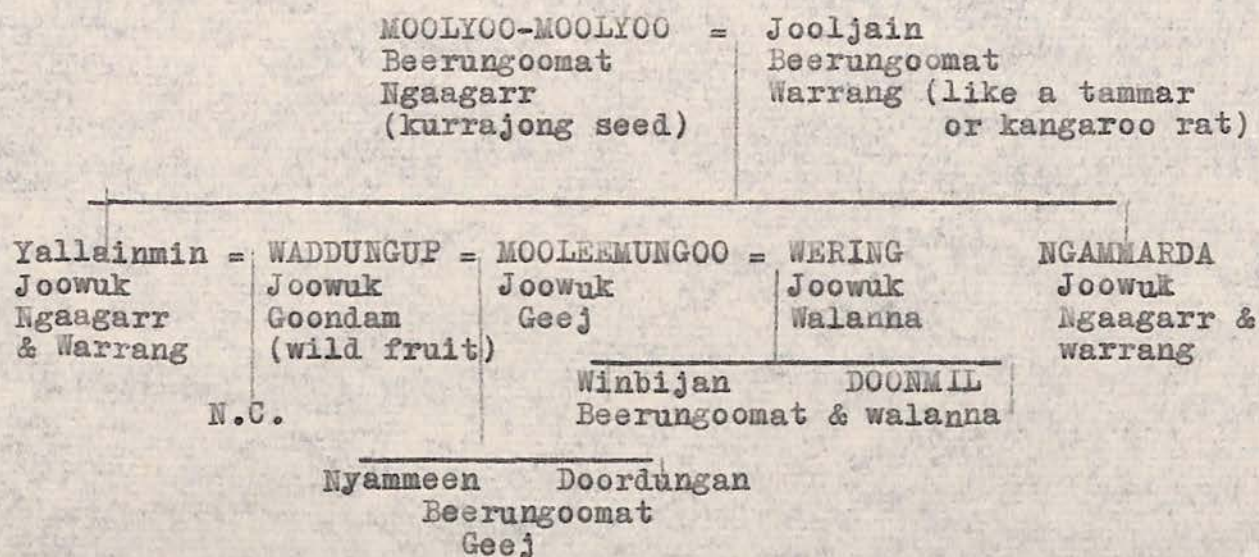 MOOLYOO-MOOLYOO = Jooljain
Beerungoomat Beerungoomat
Ngaagarr Warrang (like a tammar
(kurrajong seed) or kangaroo rat)
Yallainmin = WADDUNGUP = MOOLEEMUNGOO = WERING NGAMMARDA
Joowuk Joowuk Joowuk Joowuk Joowuk
Ngaagarr Goondam Geej Walanna Ngaagarr &
& Warrang (wild fruit) warrang
Winbijan DOONMIL
N.C. Beerungoomat & walanna
Nyammeen Doordungan
Beerungoomat
Geej